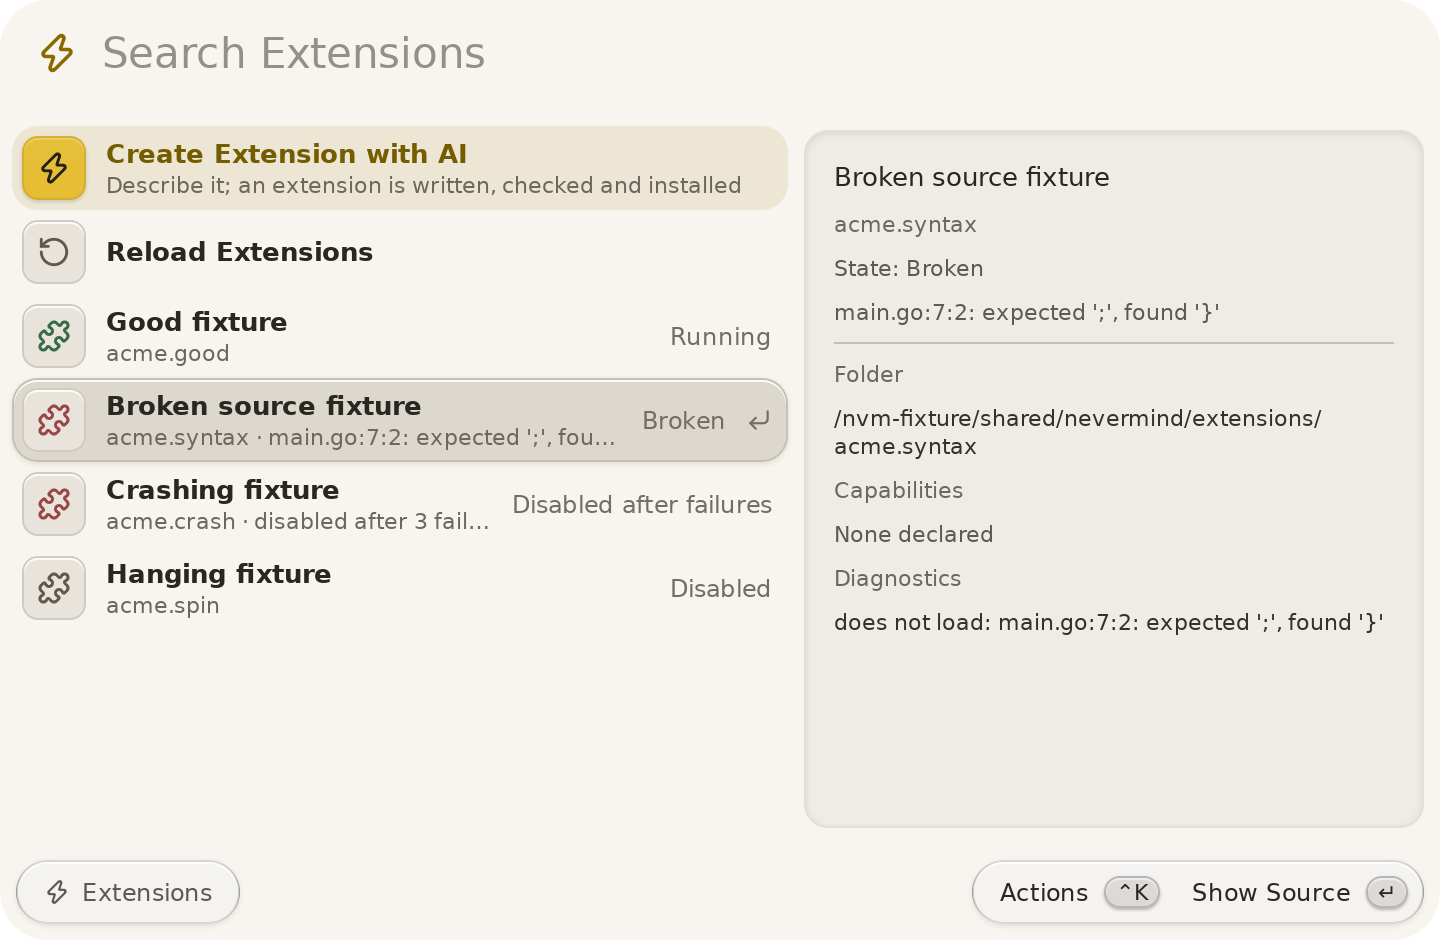 Search Extensions
Create Extension with AI
Describe it; an extension is written, checked and installed
Reload Extensions
Good fixture
acme.good
Running
Broken source fixture
acme.syntax · main.go:7:2: expected ';', fou…
Broken
Crashing fixture
acme.crash · disabled after 3 fail…
Disabled after failures
Hanging fixture
acme.spin
Disabled
Broken source fixture
acme.syntax
State: Broken
main.go:7:2: expected ';', found '}'
Folder
/nvm-fixture/shared/nevermind/extensions/
acme.syntax
Capabilities
None declared
Diagnostics
does not load: main.go:7:2: expected ';', found '}'
Extensions
Actions ^K Show Source ↵